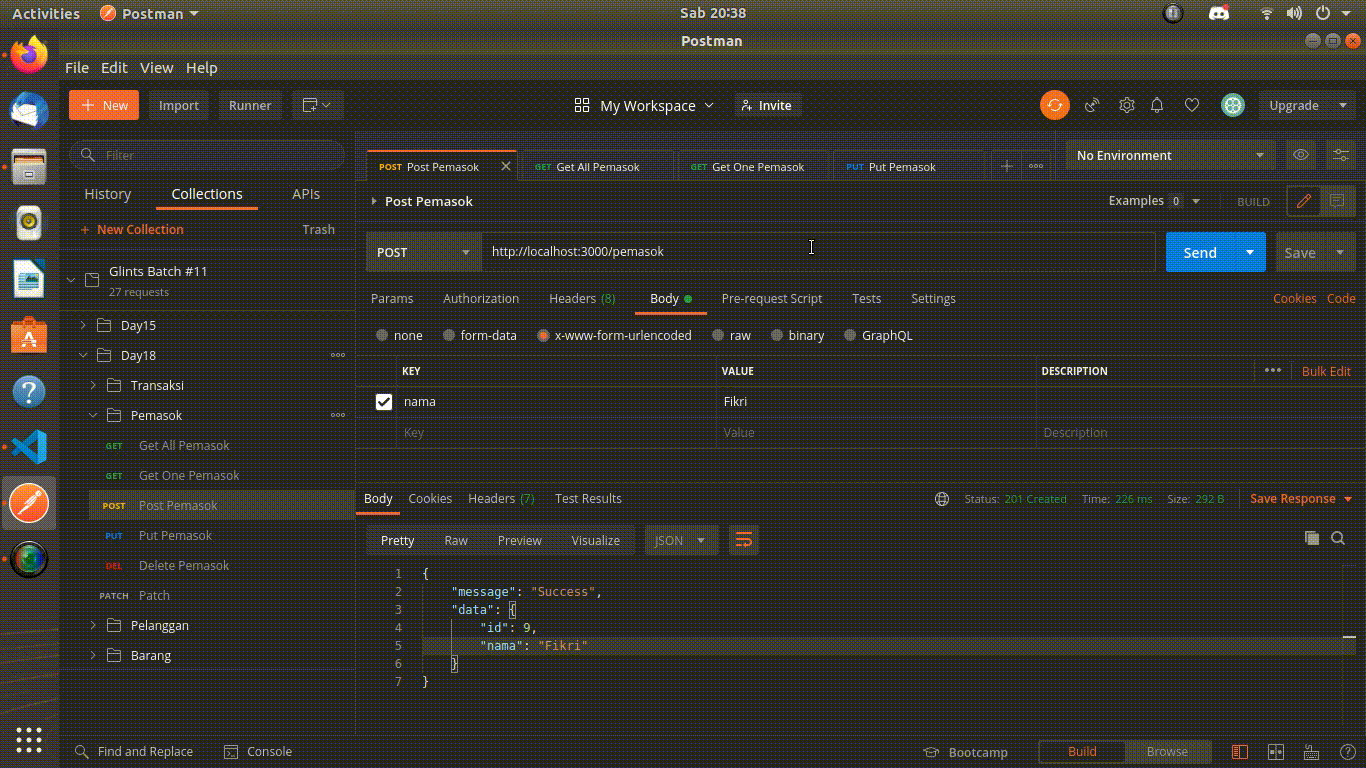 Activities Postman Sab 20:38
Postman
File Edit View Help
New Import Runner My Workspace Invite Upgrade
Filter
History Collections APIs
New Collection Trash
Glints Batch #11
27 requests
Day15
Day18
Transaksi
Pemasok
GET Get All Pemasok
GET Get One Pemasok
POST Post Pemasok
PUT Put Pemasok
DEL Delete Pemasok
PATCH Patch
Pelanggan
Barang
POST Post Pemasok GET Get All Pemasok GET Get One Pemasok PUT Put Pemasok No Environment
Post Pemasok Examples 0 BUILD
POST http://localhost:3000/pemasok Send Save
Params Authorization Headers (8) Body Pre-request Script Tests Settings Cookies Code
none form-data x-www-form-urlencoded raw binary GraphQL
KEY VALUE DESCRIPTION Bulk Edit
nama Fikri
Key Value Description
Body Cookies Headers (7) Test Results Status: 201 Created Time: 226 ms Size: 292 B Save Response
Pretty Raw Preview Visualize JSON
1 {
2 "message": "Success",
3 "data": {
4 "id": 9,
5 "nama": "Fikri"
6 }
7 }
Find and Replace Console Bootcamp Build Browse